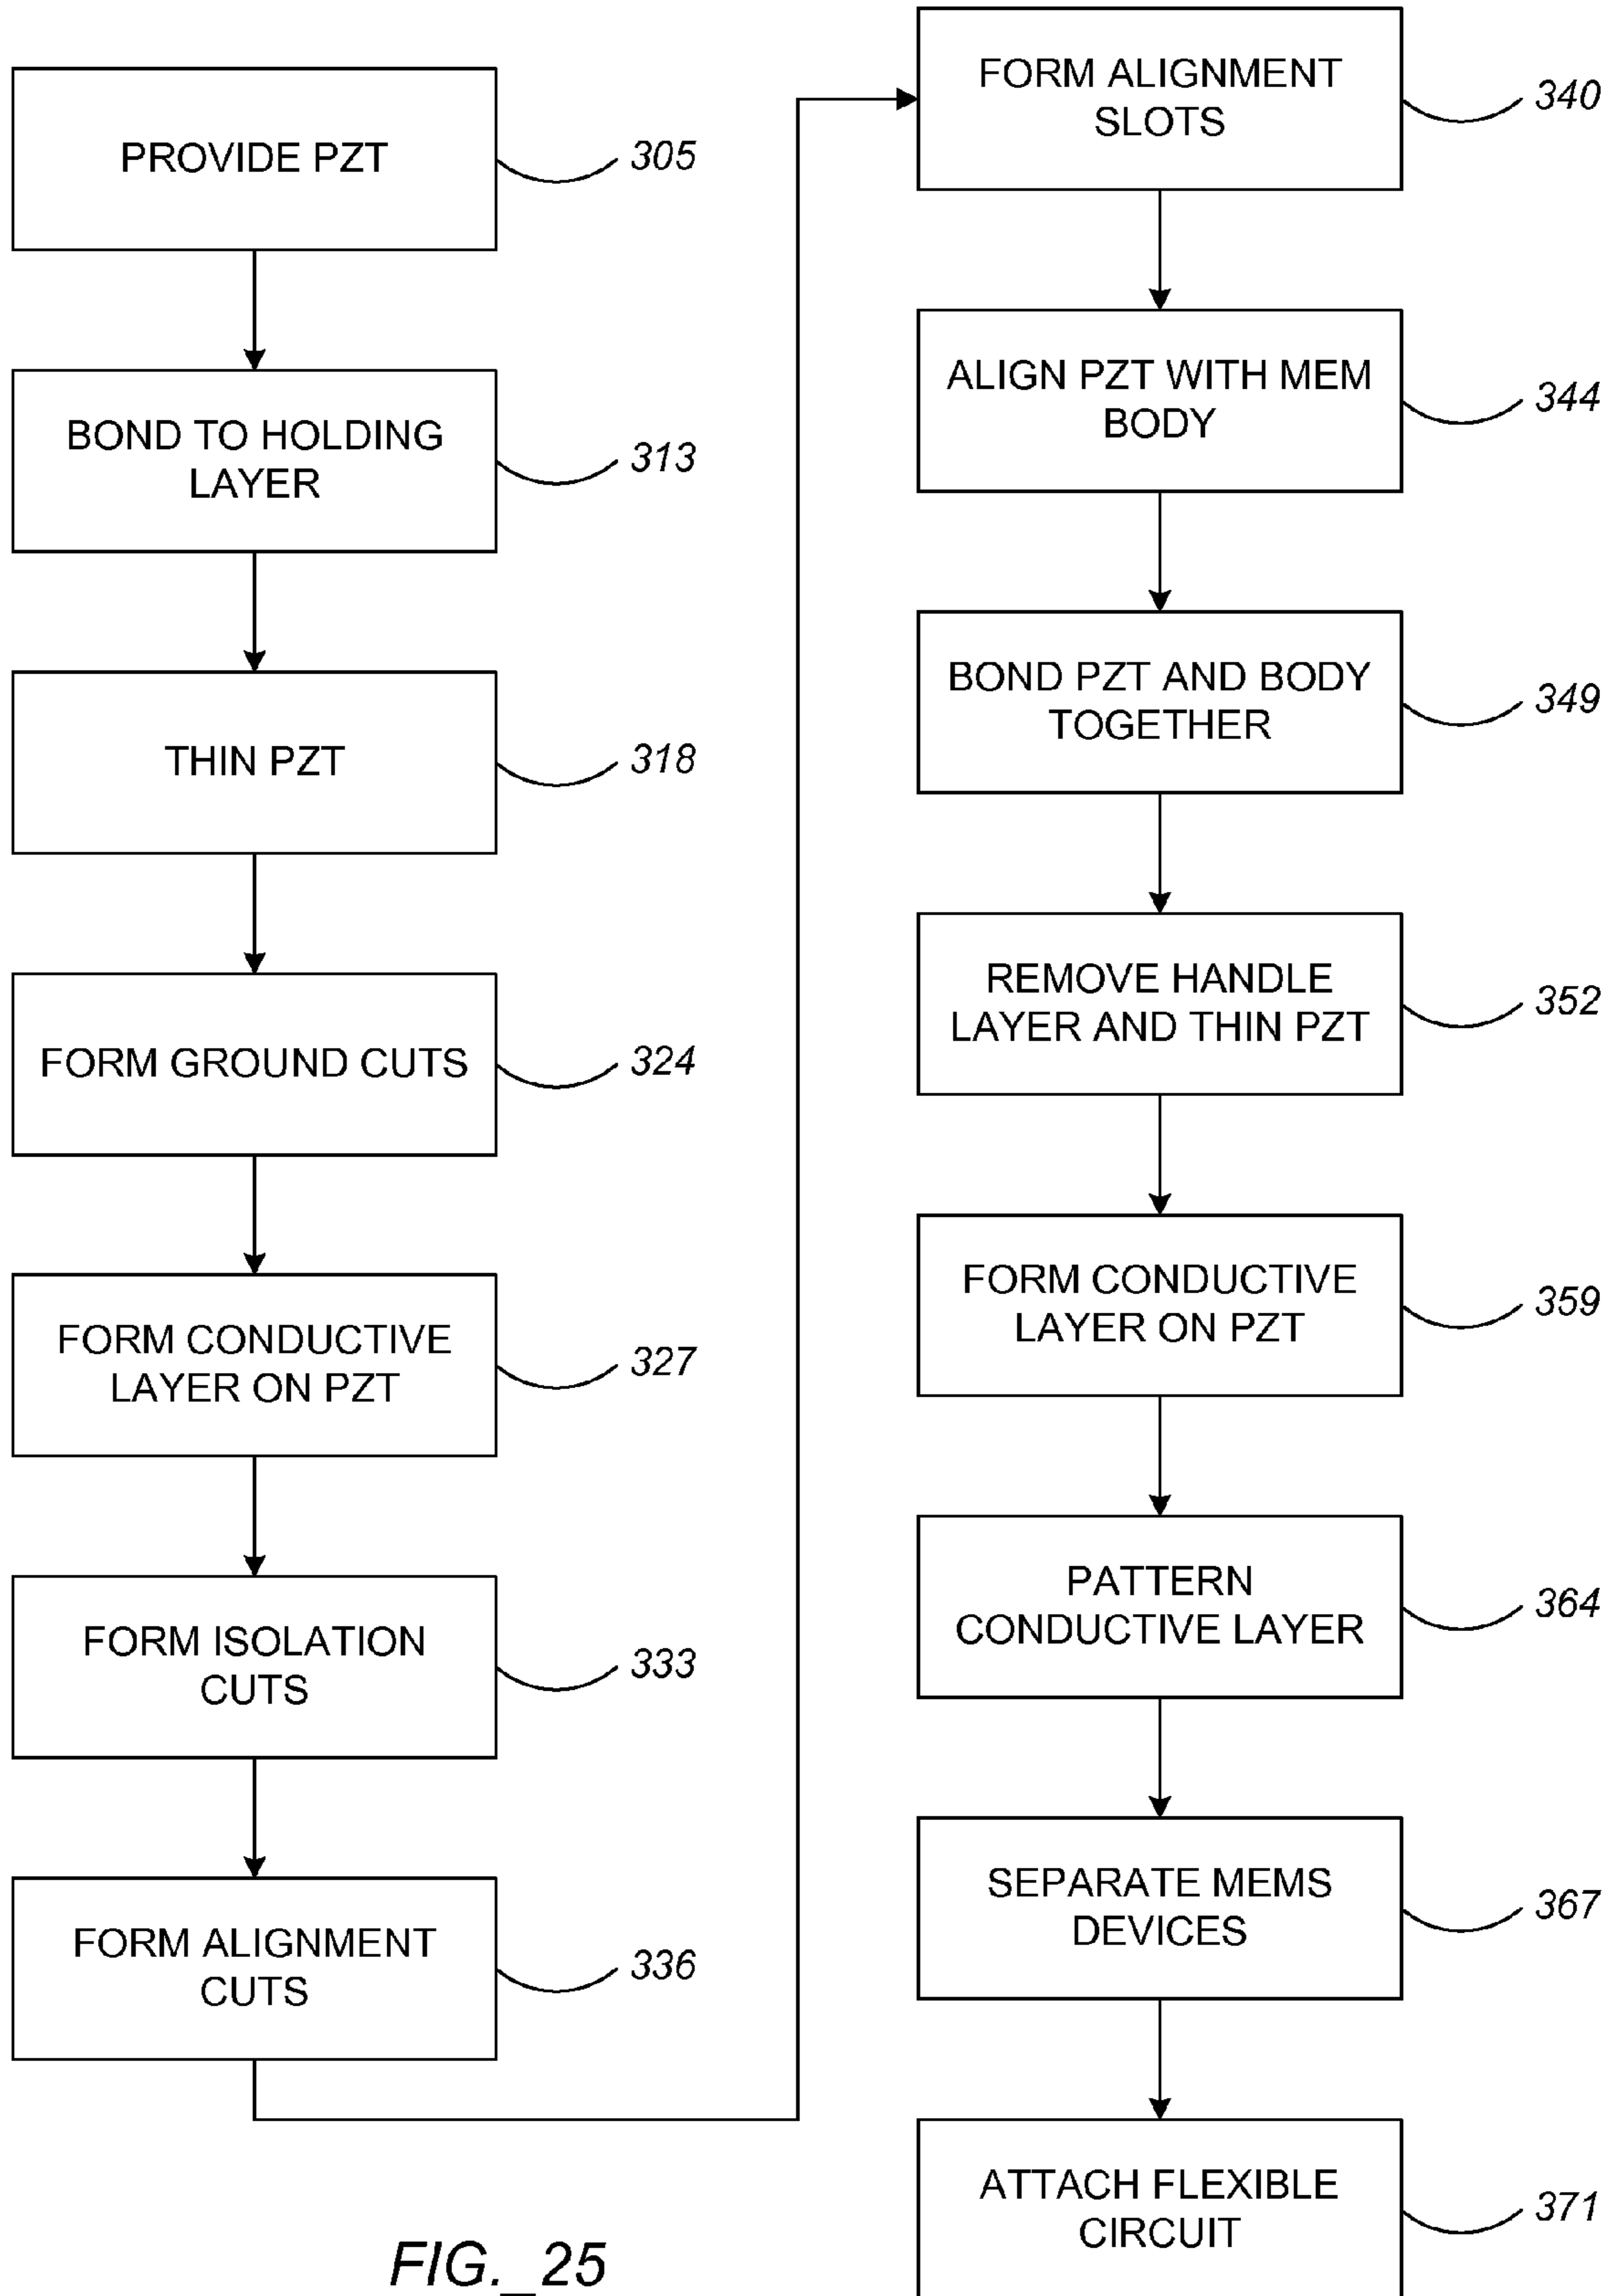 PROVIDE PZT
305
BOND TO HOLDING
LAYER
313
THIN PZT
318
FORM GROUND CUTS
324
FORM CONDUCTIVE
LAYER ON PZT
327
FORM ISOLATION
CUTS
333
FORM ALIGNMENT
CUTS
336
FORM ALIGNMENT
SLOTS
340
ALIGN PZT WITH MEM
BODY
344
BOND PZT AND BODY
TOGETHER
349
REMOVE HANDLE
LAYER AND THIN PZT
352
FORM CONDUCTIVE
LAYER ON PZT
359
PATTERN
CONDUCTIVE LAYER
364
SEPARATE MEMS
DEVICES
367
ATTACH FLEXIBLE
CIRCUIT
371
FIG._25